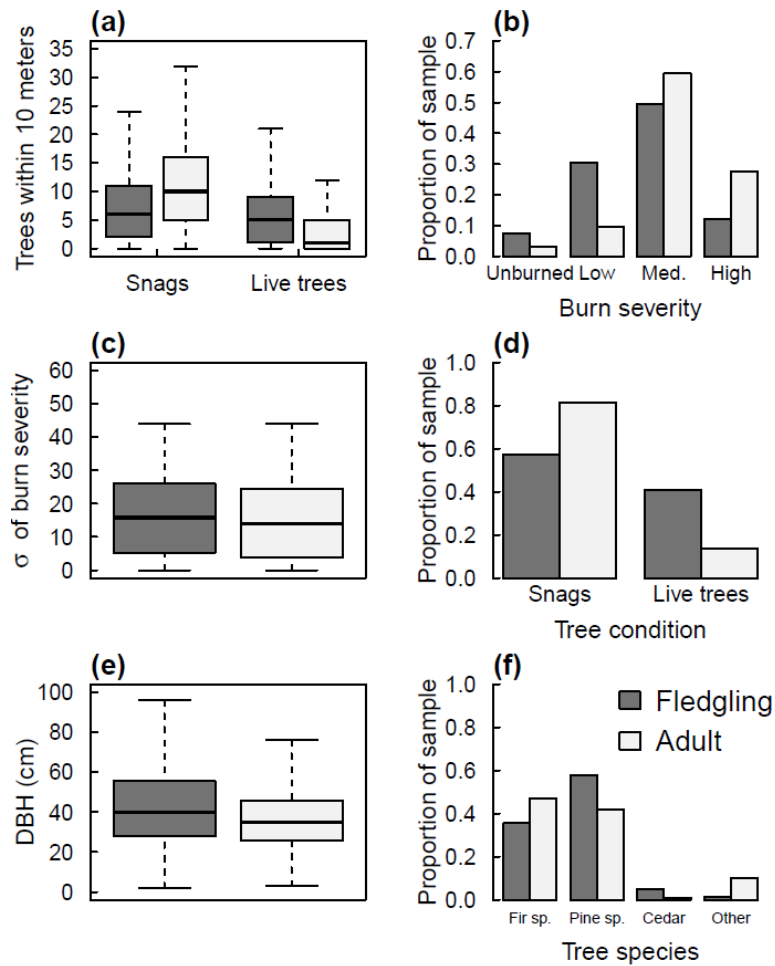 (a)
Trees within 10 meters
35
30
25
20
15
10
5
0
Snags Live trees
(b)
Proportion of sample
0.7
0.6
0.5
0.4
0.3
0.2
0.1
0.0
Unburned Low Med. High
Burn severity
(c)
σ of burn severity
60
50
40
30
20
10
0
(d)
Proportion of sample
1.0
0.8
0.6
0.4
0.2
0.0
Snags Live trees
Tree condition
(e)
DBH (cm)
100
80
60
40
20
0
(f)
Proportion of sample
1.0
0.8
0.6
0.4
0.2
0.0
Fledgling
Adult
Fir sp. Pine sp. Cedar Other
Tree species